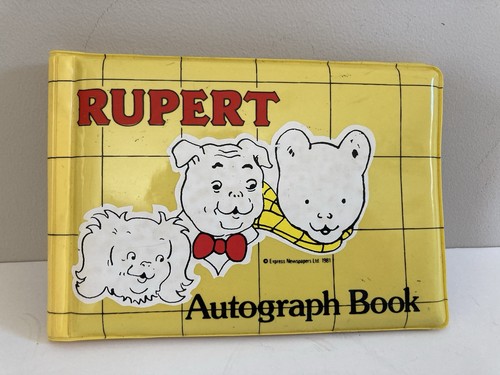 RUPERT
© Express Newspapers Ltd. 1981
Autograph Book